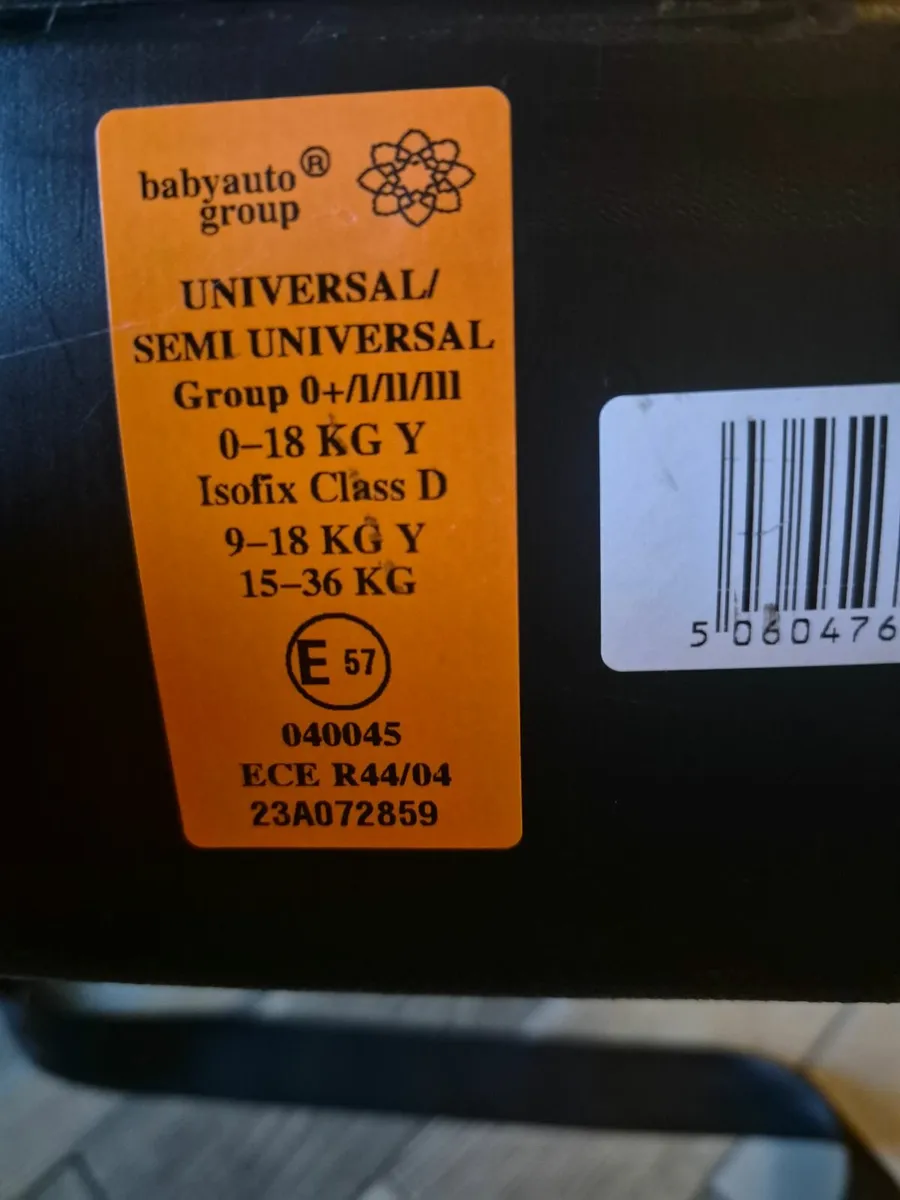 babyauto®
group
UNIVERSAL/
SEMI UNIVERSAL
Group 0+/I/II/III
0–18 KG Y
Isofix Class D
9–18 KG Y
15–36 KG
E 57
040045
ECE R44/04
23A072859
5 060476